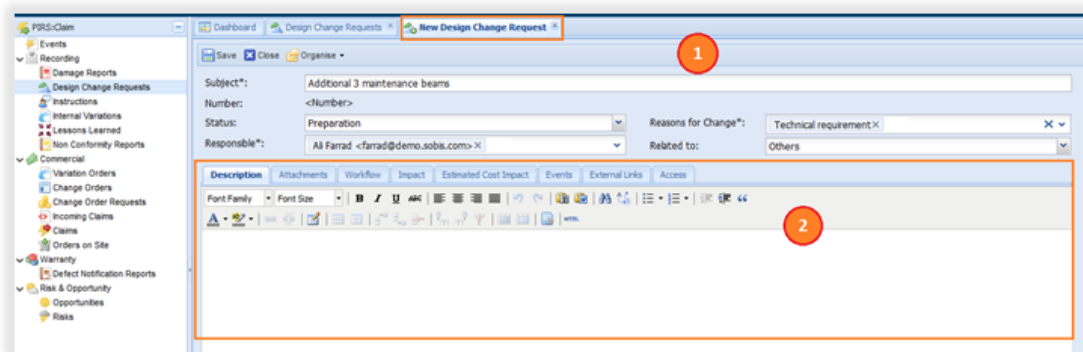 PIRS:Claim
Events
Recording
Damage Reports
Design Change Requests
Instructions
Internal Variations
Lessons Learned
Non Conformity Reports
Commercial
Variation Orders
Change Orders
Change Order Requests
Incoming Claims
Claims
Orders on Site
Warranty
Defect Notification Reports
Risk & Opportunity
Opportunities
Risks
Dashboard Design Change Requests New Design Change Request
Save Close Organise
1
Subject*: Additional 3 maintenance beams
Number: <Number>
Status: Preparation Reasons for Change*: Technical requirement
Responsible*: Ali Farrad <farrad@demo.sobis.com> Related to: Others
Description Attachments Workflow Impact Estimated Cost Impact Events External Links Access
Font Family Font Size B I U ABC
A HTML
2